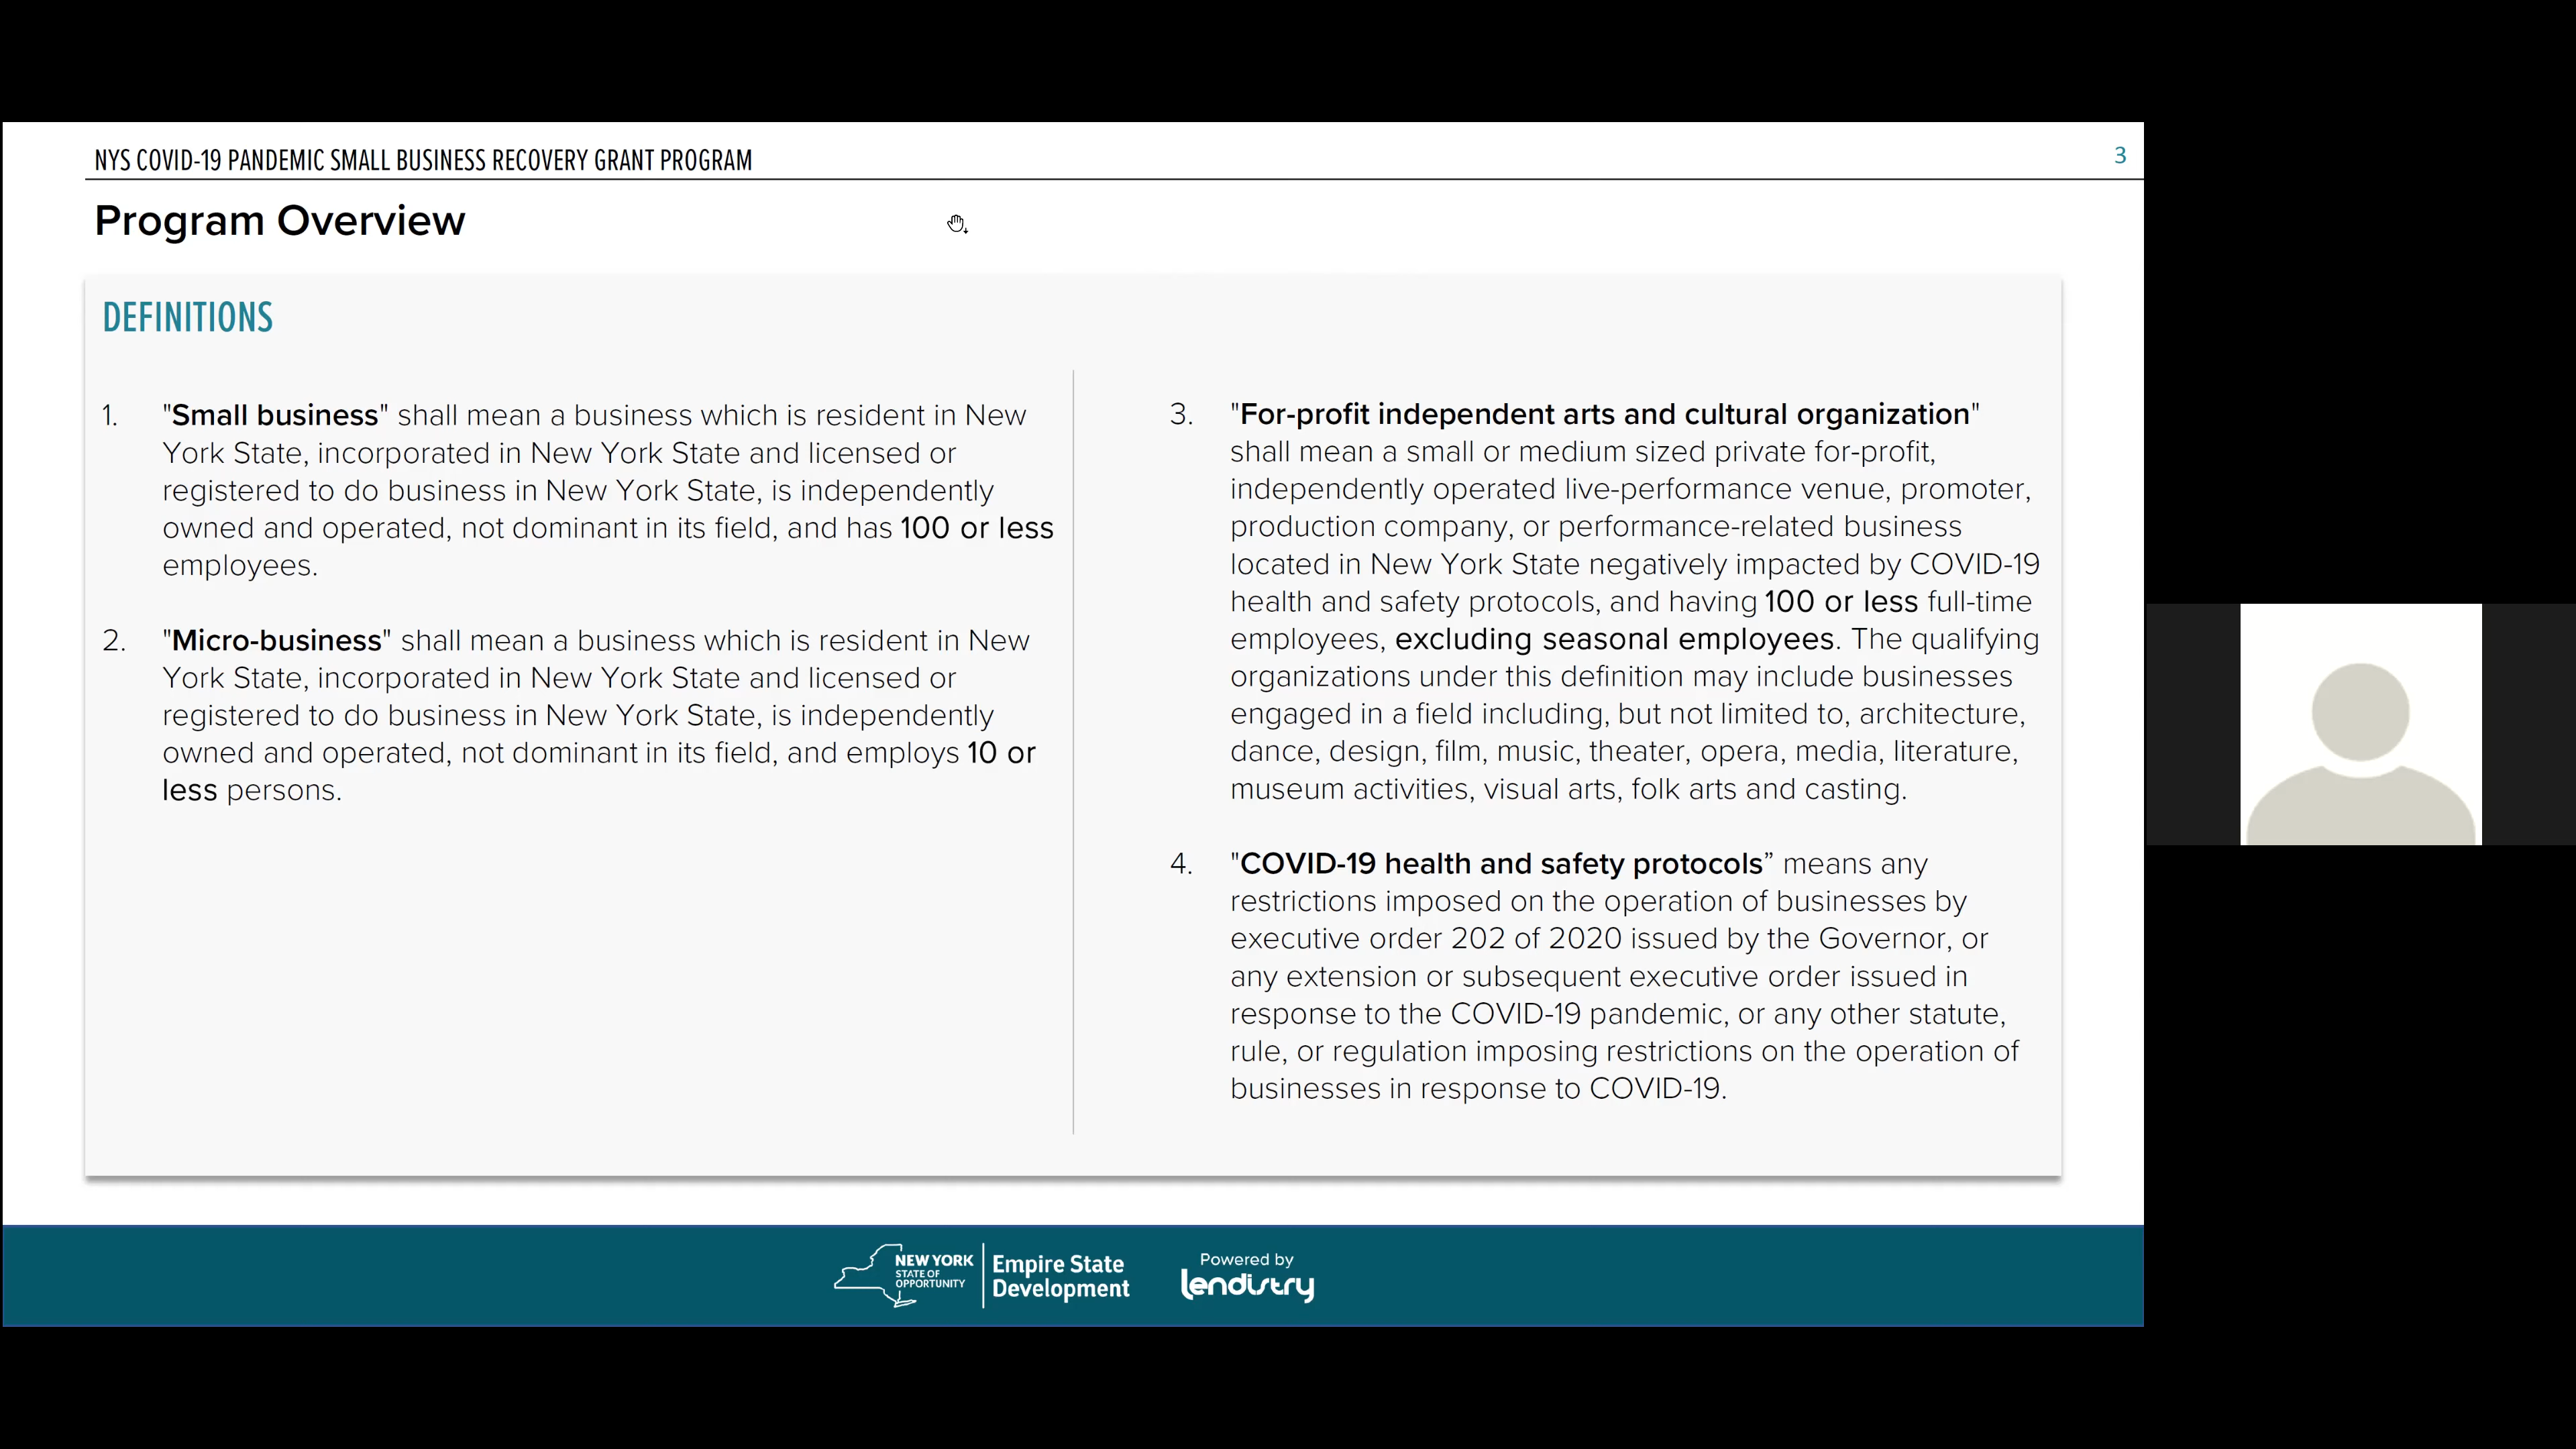 NYS COVID-19 PANDEMIC SMALL BUSINESS RECOVERY GRANT PROGRAM
3
Program Overview
DEFINITIONS
1. "Small business" shall mean a business which is resident in New
York State, incorporated in New York State and licensed or
registered to do business in New York State, is independently
owned and operated, not dominant in its field, and has 100 or less
employees.
2. "Micro-business" shall mean a business which is resident in New
York State, incorporated in New York State and licensed or
registered to do business in New York State, is independently
owned and operated, not dominant in its field, and employs 10 or
less persons.
3. "For-profit independent arts and cultural organization"
shall mean a small or medium sized private for-profit,
independently operated live-performance venue, promoter,
production company, or performance-related business
located in New York State negatively impacted by COVID-19
health and safety protocols, and having 100 or less full-time
employees, excluding seasonal employees. The qualifying
organizations under this definition may include businesses
engaged in a field including, but not limited to, architecture,
dance, design, film, music, theater, opera, media, literature,
museum activities, visual arts, folk arts and casting.
4. "COVID-19 health and safety protocols” means any
restrictions imposed on the operation of businesses by
executive order 202 of 2020 issued by the Governor, or
any extension or subsequent executive order issued in
response to the COVID-19 pandemic, or any other statute,
rule, or regulation imposing restrictions on the operation of
businesses in response to COVID-19.
NEW YORK
STATE OF
OPPORTUNITY
Empire State
Development
Powered by
lendistry